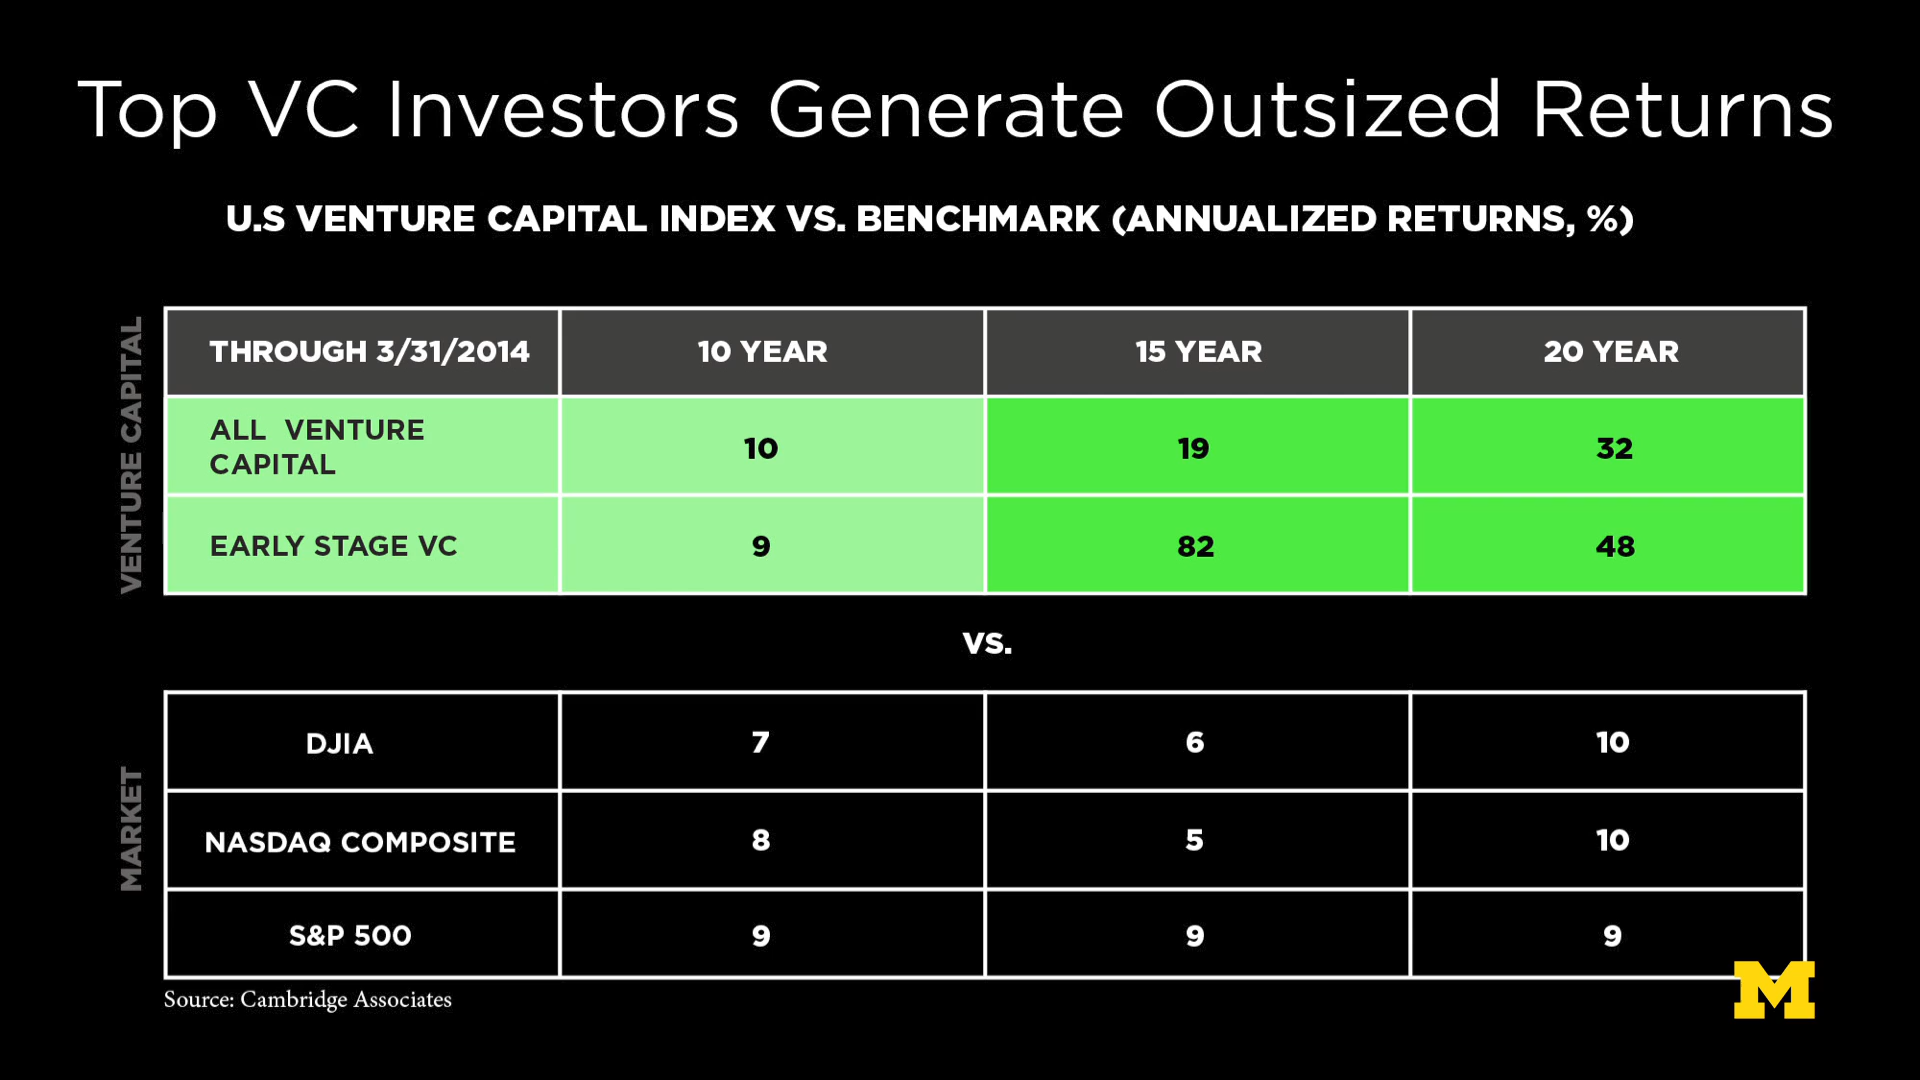 Top VC Investors Generate Outsized Returns
U.S VENTURE CAPITAL INDEX VS. BENCHMARK (ANNUALIZED RETURNS, %)
VENTURE CAPITAL
THROUGH 3/31/2014 10 YEAR 15 YEAR 20 YEAR
ALL VENTURE
CAPITAL 10 19 32
EARLY STAGE VC 9 82 48
VS.
MARKET
DJIA 7 6 10
NASDAQ COMPOSITE 8 5 10
S&P 500 9 9 9
Source: Cambridge Associates
M